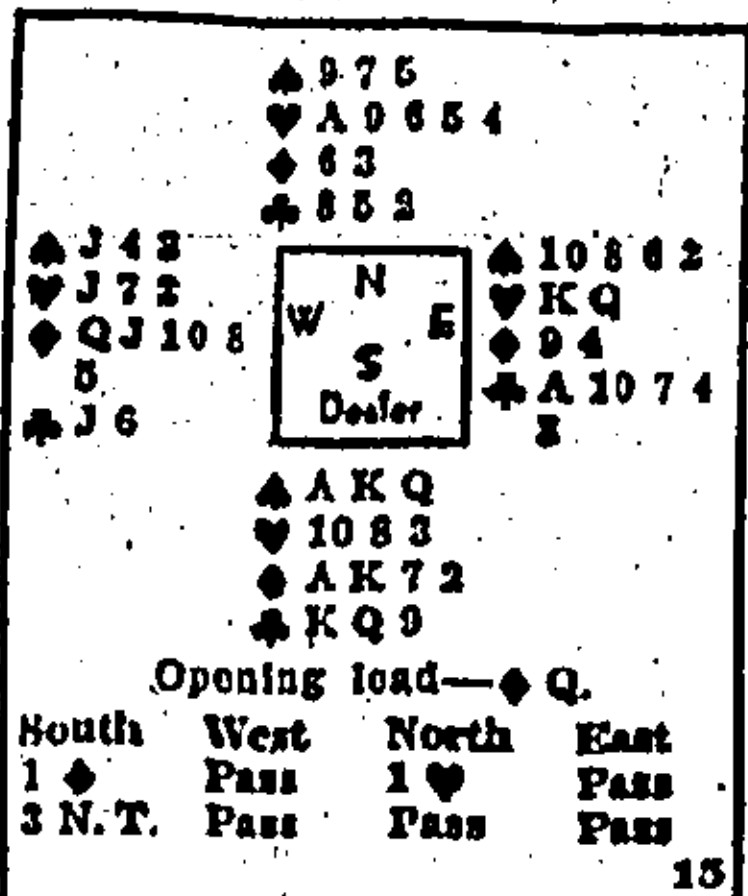 ♠ 9 7 5
♥ A 9 6 5 4
♦ 6 3
♣ 8 5 2
♠ J 4 3
♥ J 7 2
♦ Q J 10 8
5
♣ J 6
N
W E
S
Dealer
♠ 10 8 6 2
♥ K Q
♦ 9 4
♣ A 10 7 4
3
♠ A K Q
♥ 10 8 3
♦ A K 7 2
♣ K Q 9
Opening lead—♦ Q.
South West North East
1 ♦ Pass 1 ♥ Pass
3 N.T. Pass Pass Pass
15